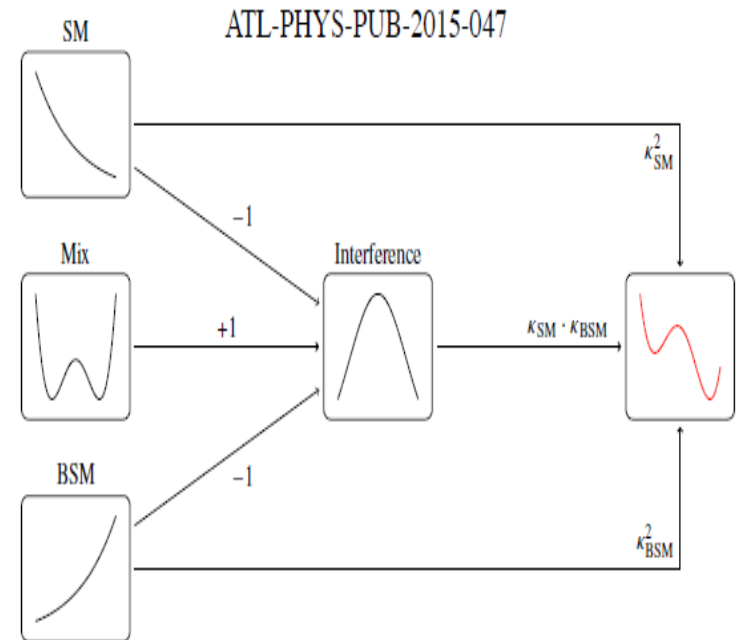 ATL-PHYS-PUB-2015-047
SM
κ²SM
−1
Mix
Interference
+1
κSM · κBSM
BSM
−1
κ²BSM